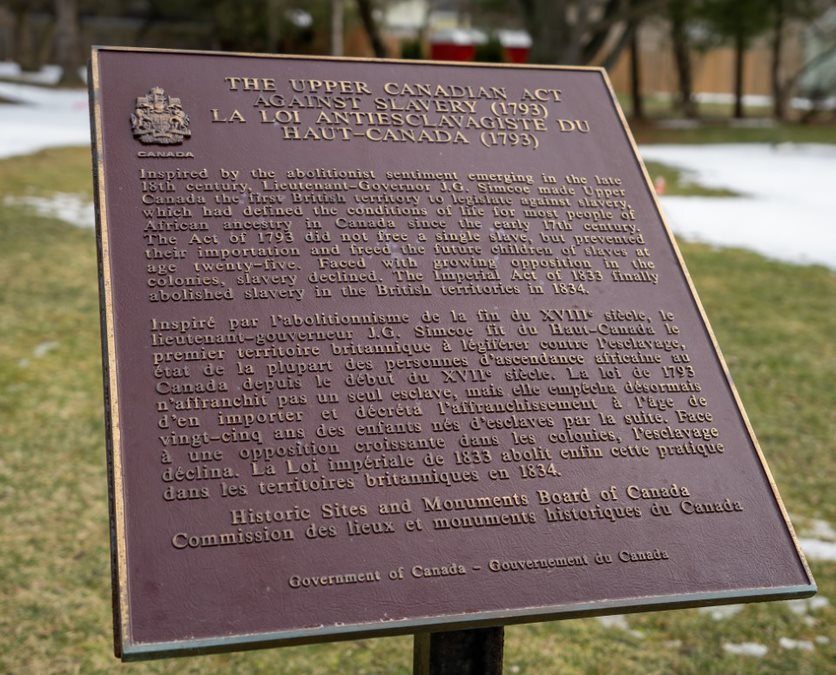 THE UPPER CANADIAN ACT
AGAINST SLAVERY (1793)
LA LOI ANTIESCLAVAGISTE DU
HAUT-CANADA (1793)
CANADA
Inspired by the abolitionist sentiment emerging in the late
18th century, Lieutenant-Governor J.G. Simcoe made Upper
Canada the first British territory to legislate against slavery,
which had defined the conditions of life for most people of
African ancestry in Canada since the early 17th century.
The Act of 1793 did not free a single slave, but prevented
their importation and freed the future children of slaves at
age twenty-five. Faced with growing opposition in the
colonies, slavery declined. The Imperial Act of 1833 finally
abolished slavery in the British territories in 1834.
Inspiré par l'abolitionnisme de la fin du XVIIIe siècle, le
lieutenant-gouverneur J.G. Simcoe fit du Haut-Canada le
premier territoire britannique à légiférer contre l'esclavage,
état de la plupart des personnes d'ascendance africaine au
Canada depuis le début du XVIIe siècle. La loi de 1793
n'affranchit pas un seul esclave, mais elle empêcha désormais
d'en importer et décréta l'affranchissement à l'âge de
vingt-cinq ans des enfants nés d'esclaves par la suite. Face
à une opposition croissante dans les colonies, l'esclavage
déclina. La Loi impériale de 1833 abolit enfin cette pratique
dans les territoires britanniques en 1834.
Historic Sites and Monuments Board of Canada
Commission des lieux et monuments historiques du Canada
Government of Canada - Gouvernement du Canada